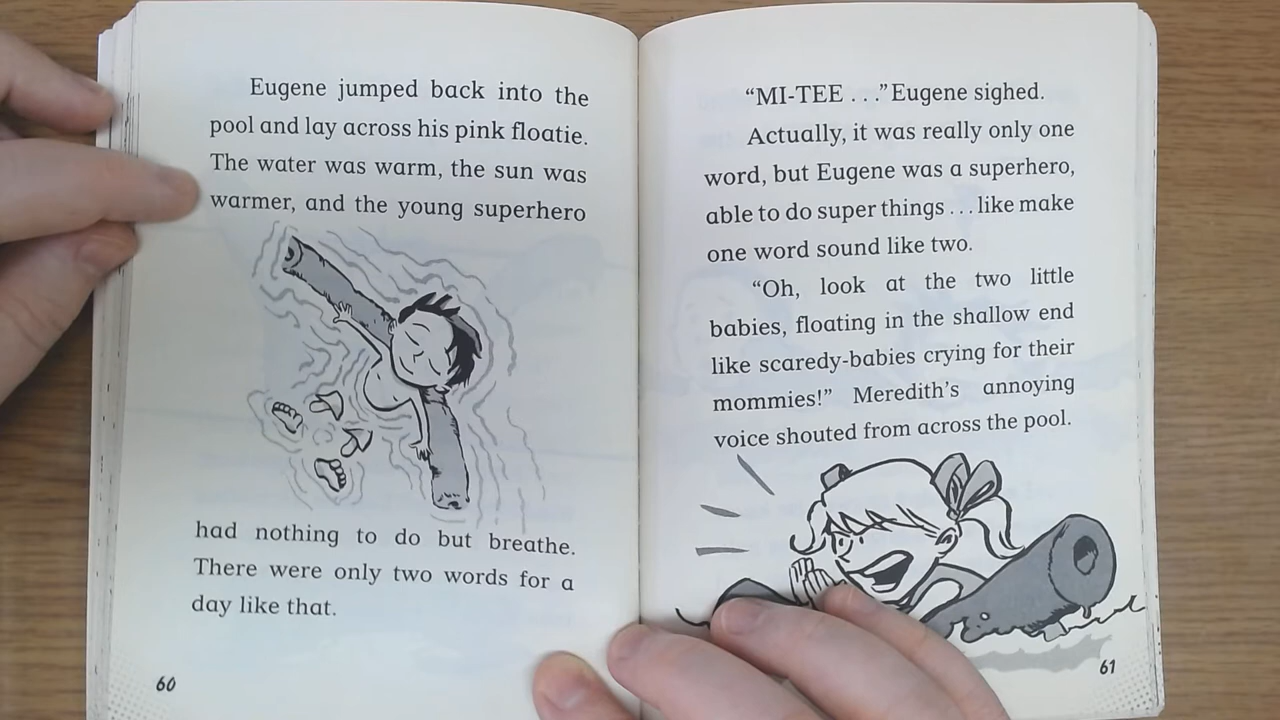 Eugene jumped back into the
pool and lay across his pink floatie.
The water was warm, the sun was
warmer, and the young superhero
had nothing to do but breathe.
There were only two words for a
day like that.
60
“MI-TEE . . .” Eugene sighed.
Actually, it was really only one
word, but Eugene was a superhero,
able to do super things . . . like make
one word sound like two.
“Oh, look at the two little
babies, floating in the shallow end
like scaredy-babies crying for their
mommies!” Meredith’s annoying
voice shouted from across the pool.
61